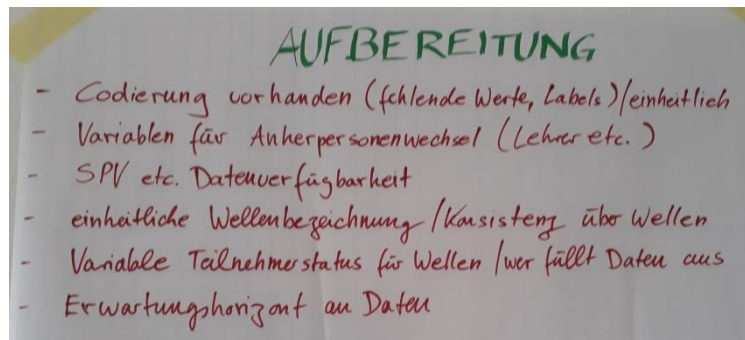 AUFBEREITUNG
- Codierung vorhanden (fehlende Werte, Labels)/einheitlich
- Variablen für Ankerpersonenwechsel (Lehrer etc.)
- SPV etc. Datenverfügbarkeit
- einheitliche Wellenbezeichnung/Konsistenz über Wellen
- Variable Teilnehmerstatus für Wellen/wer füllt Daten aus
- Erwartungshorizont an Daten